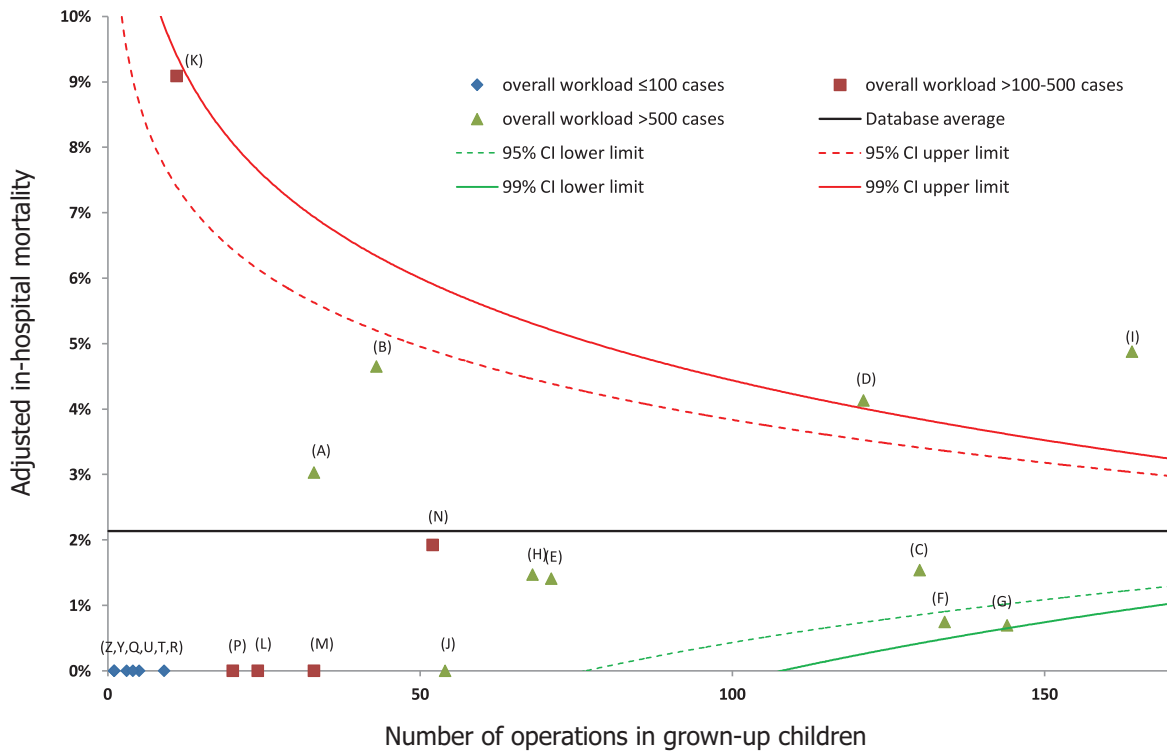 10%
9%
8%
7%
6%
5%
4%
3%
2%
1%
0%
Adjusted in-hospital mortality
(K)
overall workload ≤100 cases
overall workload >100-500 cases
overall workload >500 cases
Database average
95% CI lower limit
95% CI upper limit
99% CI lower limit
99% CI upper limit
(B)
(I)
(D)
(A)
(N)
(H)
(E)
(C)
(F)
(G)
(Z,Y,Q,U,T,R)
(P)
(L)
(M)
(J)
0
50
100
150
Number of operations in grown-up children